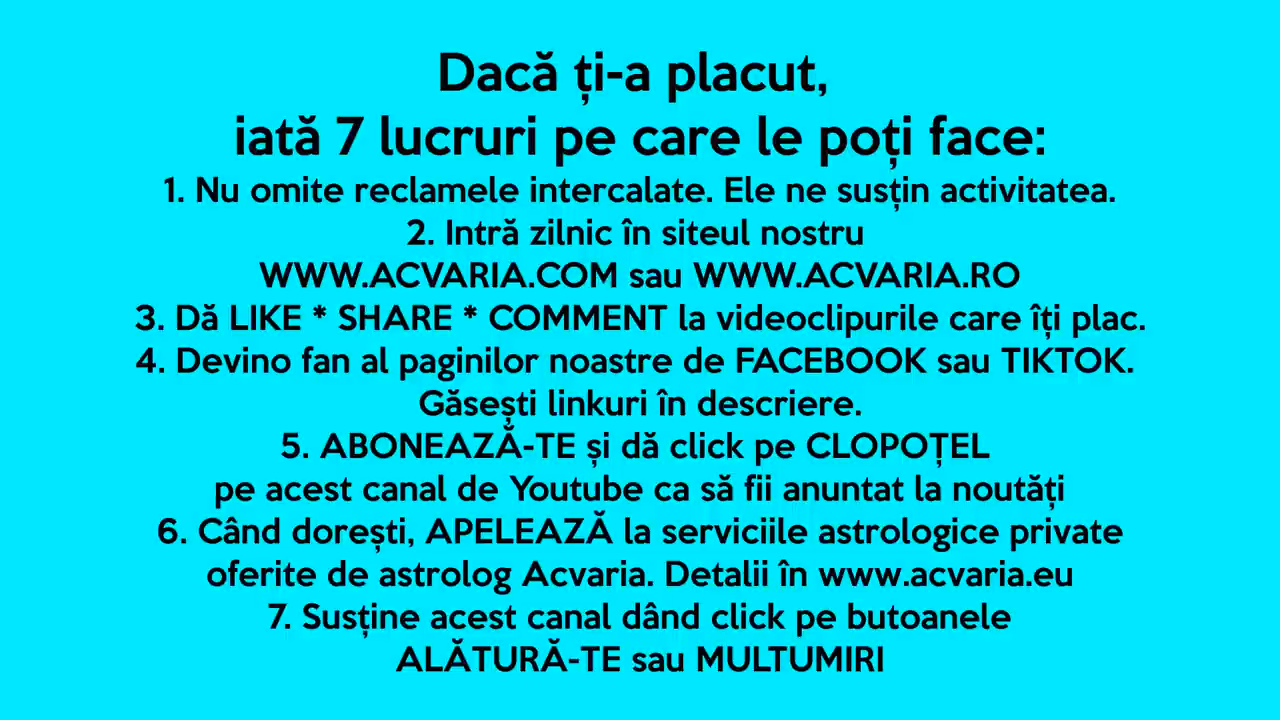 Dacă ți-a placut,
iată 7 lucruri pe care le poți face:
1. Nu omite reclamele intercalate. Ele ne susțin activitatea.
2. Intră zilnic în siteul nostru
WWW.ACVARIA.COM sau WWW.ACVARIA.RO
3. Dă LIKE * SHARE * COMMENT la videoclipurile care îți plac.
4. Devino fan al paginilor noastre de FACEBOOK sau TIKTOK.
Găsești linkuri în descriere.
5. ABONEAZĂ-TE și dă click pe CLOPOȚEL
pe acest canal de Youtube ca să fii anuntat la noutăți
6. Când dorești, APELEAZĂ la serviciile astrologice private
oferite de astrolog Acvaria. Detalii în www.acvaria.eu
7. Susține acest canal dând click pe butoanele
ALĂTURĂ-TE sau MULTUMIRI